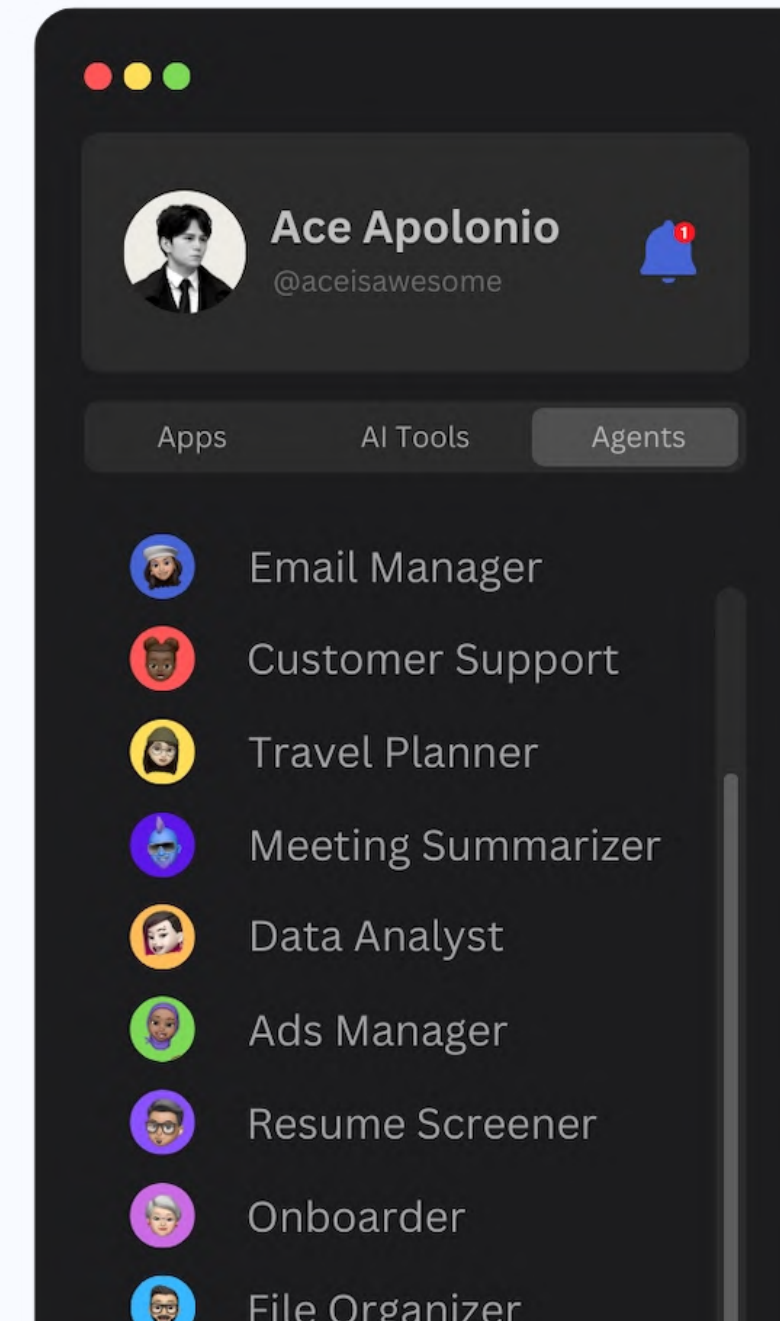 Ace Apolonio
@aceisawesome
1
Apps AI Tools Agents
Email Manager
Customer Support
Travel Planner
Meeting Summarizer
Data Analyst
Ads Manager
Resume Screener
Onboarder
File Organizer